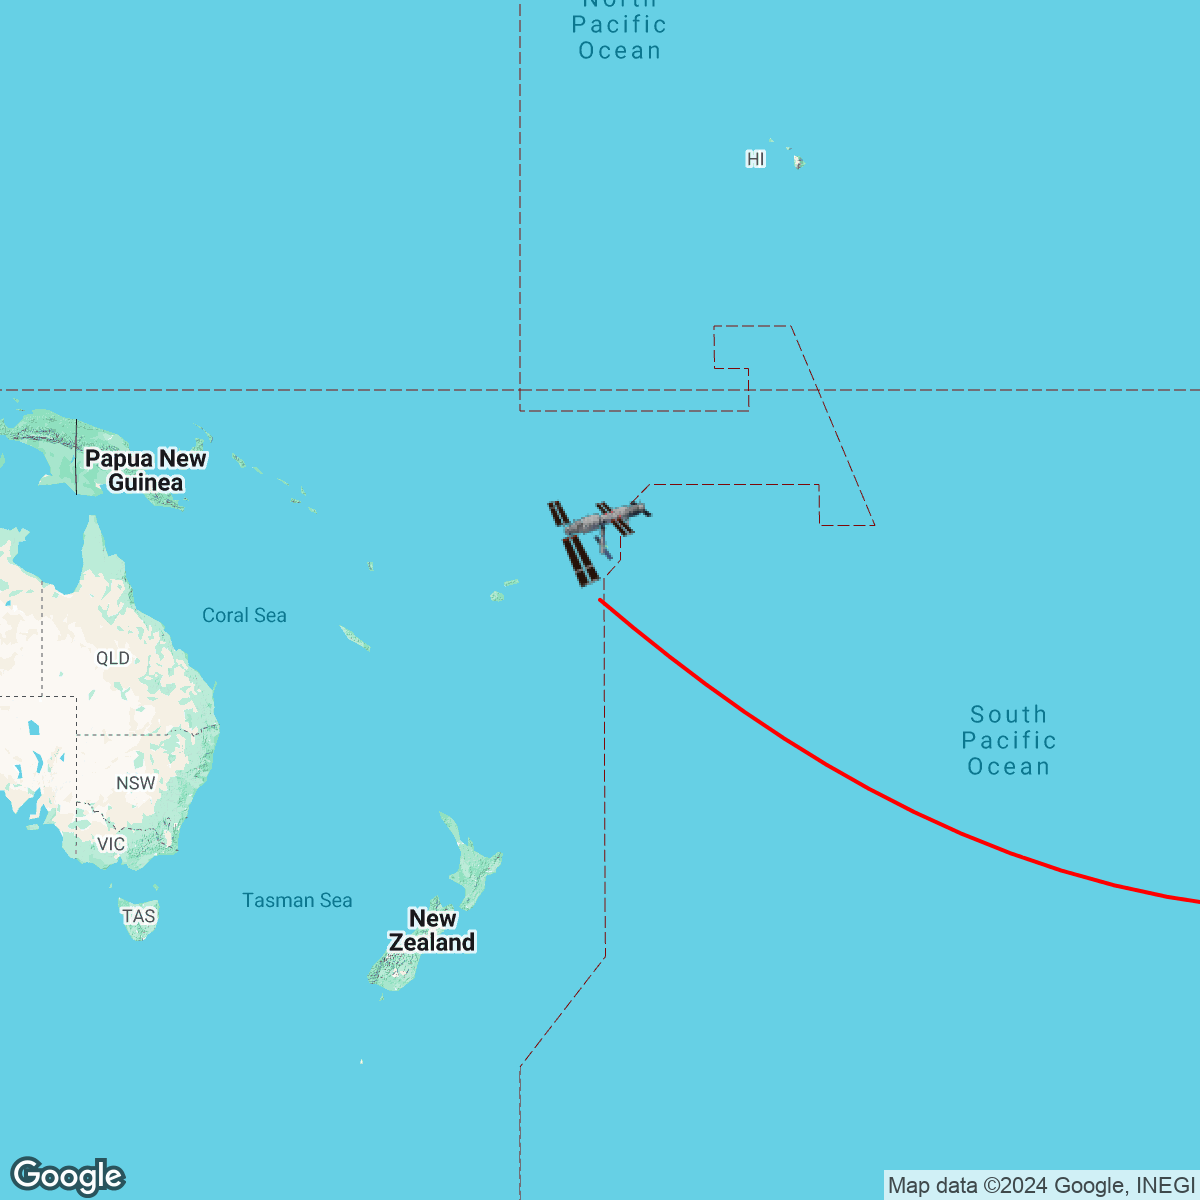 North
Pacific
Ocean
HI
Papua New
Guinea
Coral Sea
QLD
South
Pacific
Ocean
NSW
VIC
Tasman Sea
TAS
New
Zealand
Google
Map data ©2024 Google, INEGI